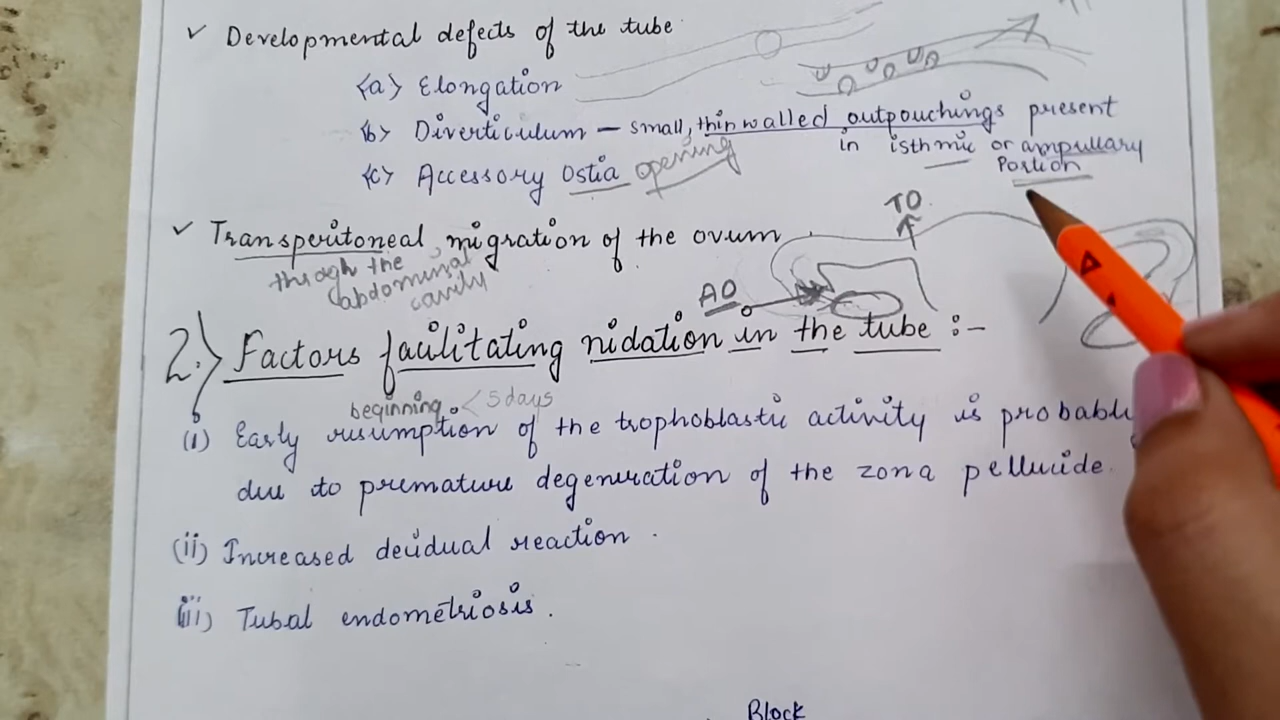 ✓ Developmental defects of the tube
(a) Elongation
(b) Diverticulum – small, thin walled outpouchings present
in isthmic or ampullary
Portion
(c) Accessory Ostia opening
TO
✓ Transperitoneal migration of the ovum
through the
abdominal
cavity
AO
2.) Factors facilitating nidation in the tube :-
beginning < 5 days
(i) Early resumption of the trophoblastic activity is probably
due to premature degeneration of the zona pellucide.
(ii) Increased decidual reaction.
(iii) Tubal endometriosis.
Block